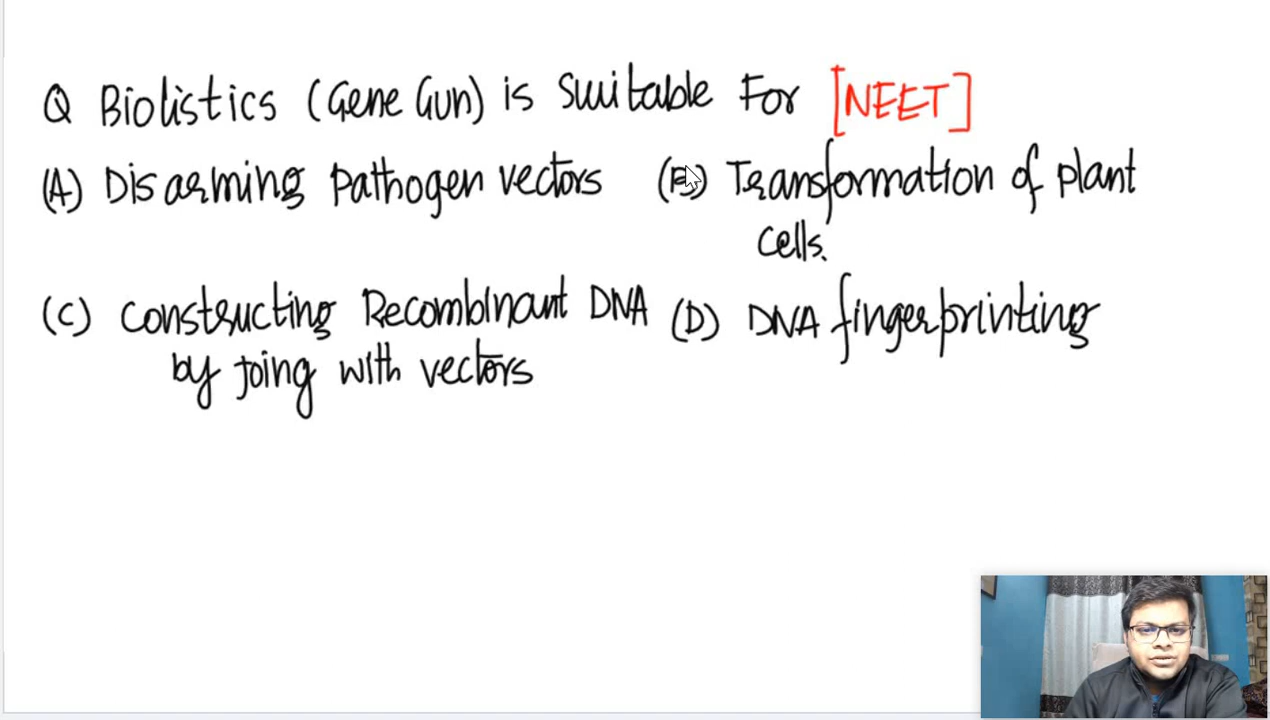 Q Biolistics (Gene Gun) is suitable For [NEET]
(A) Disarming pathogen vectors (B) Transformation of plant
cells.
(C) Constructing Recombinant DNA (D) DNA fingerprinting
by joing with vectors